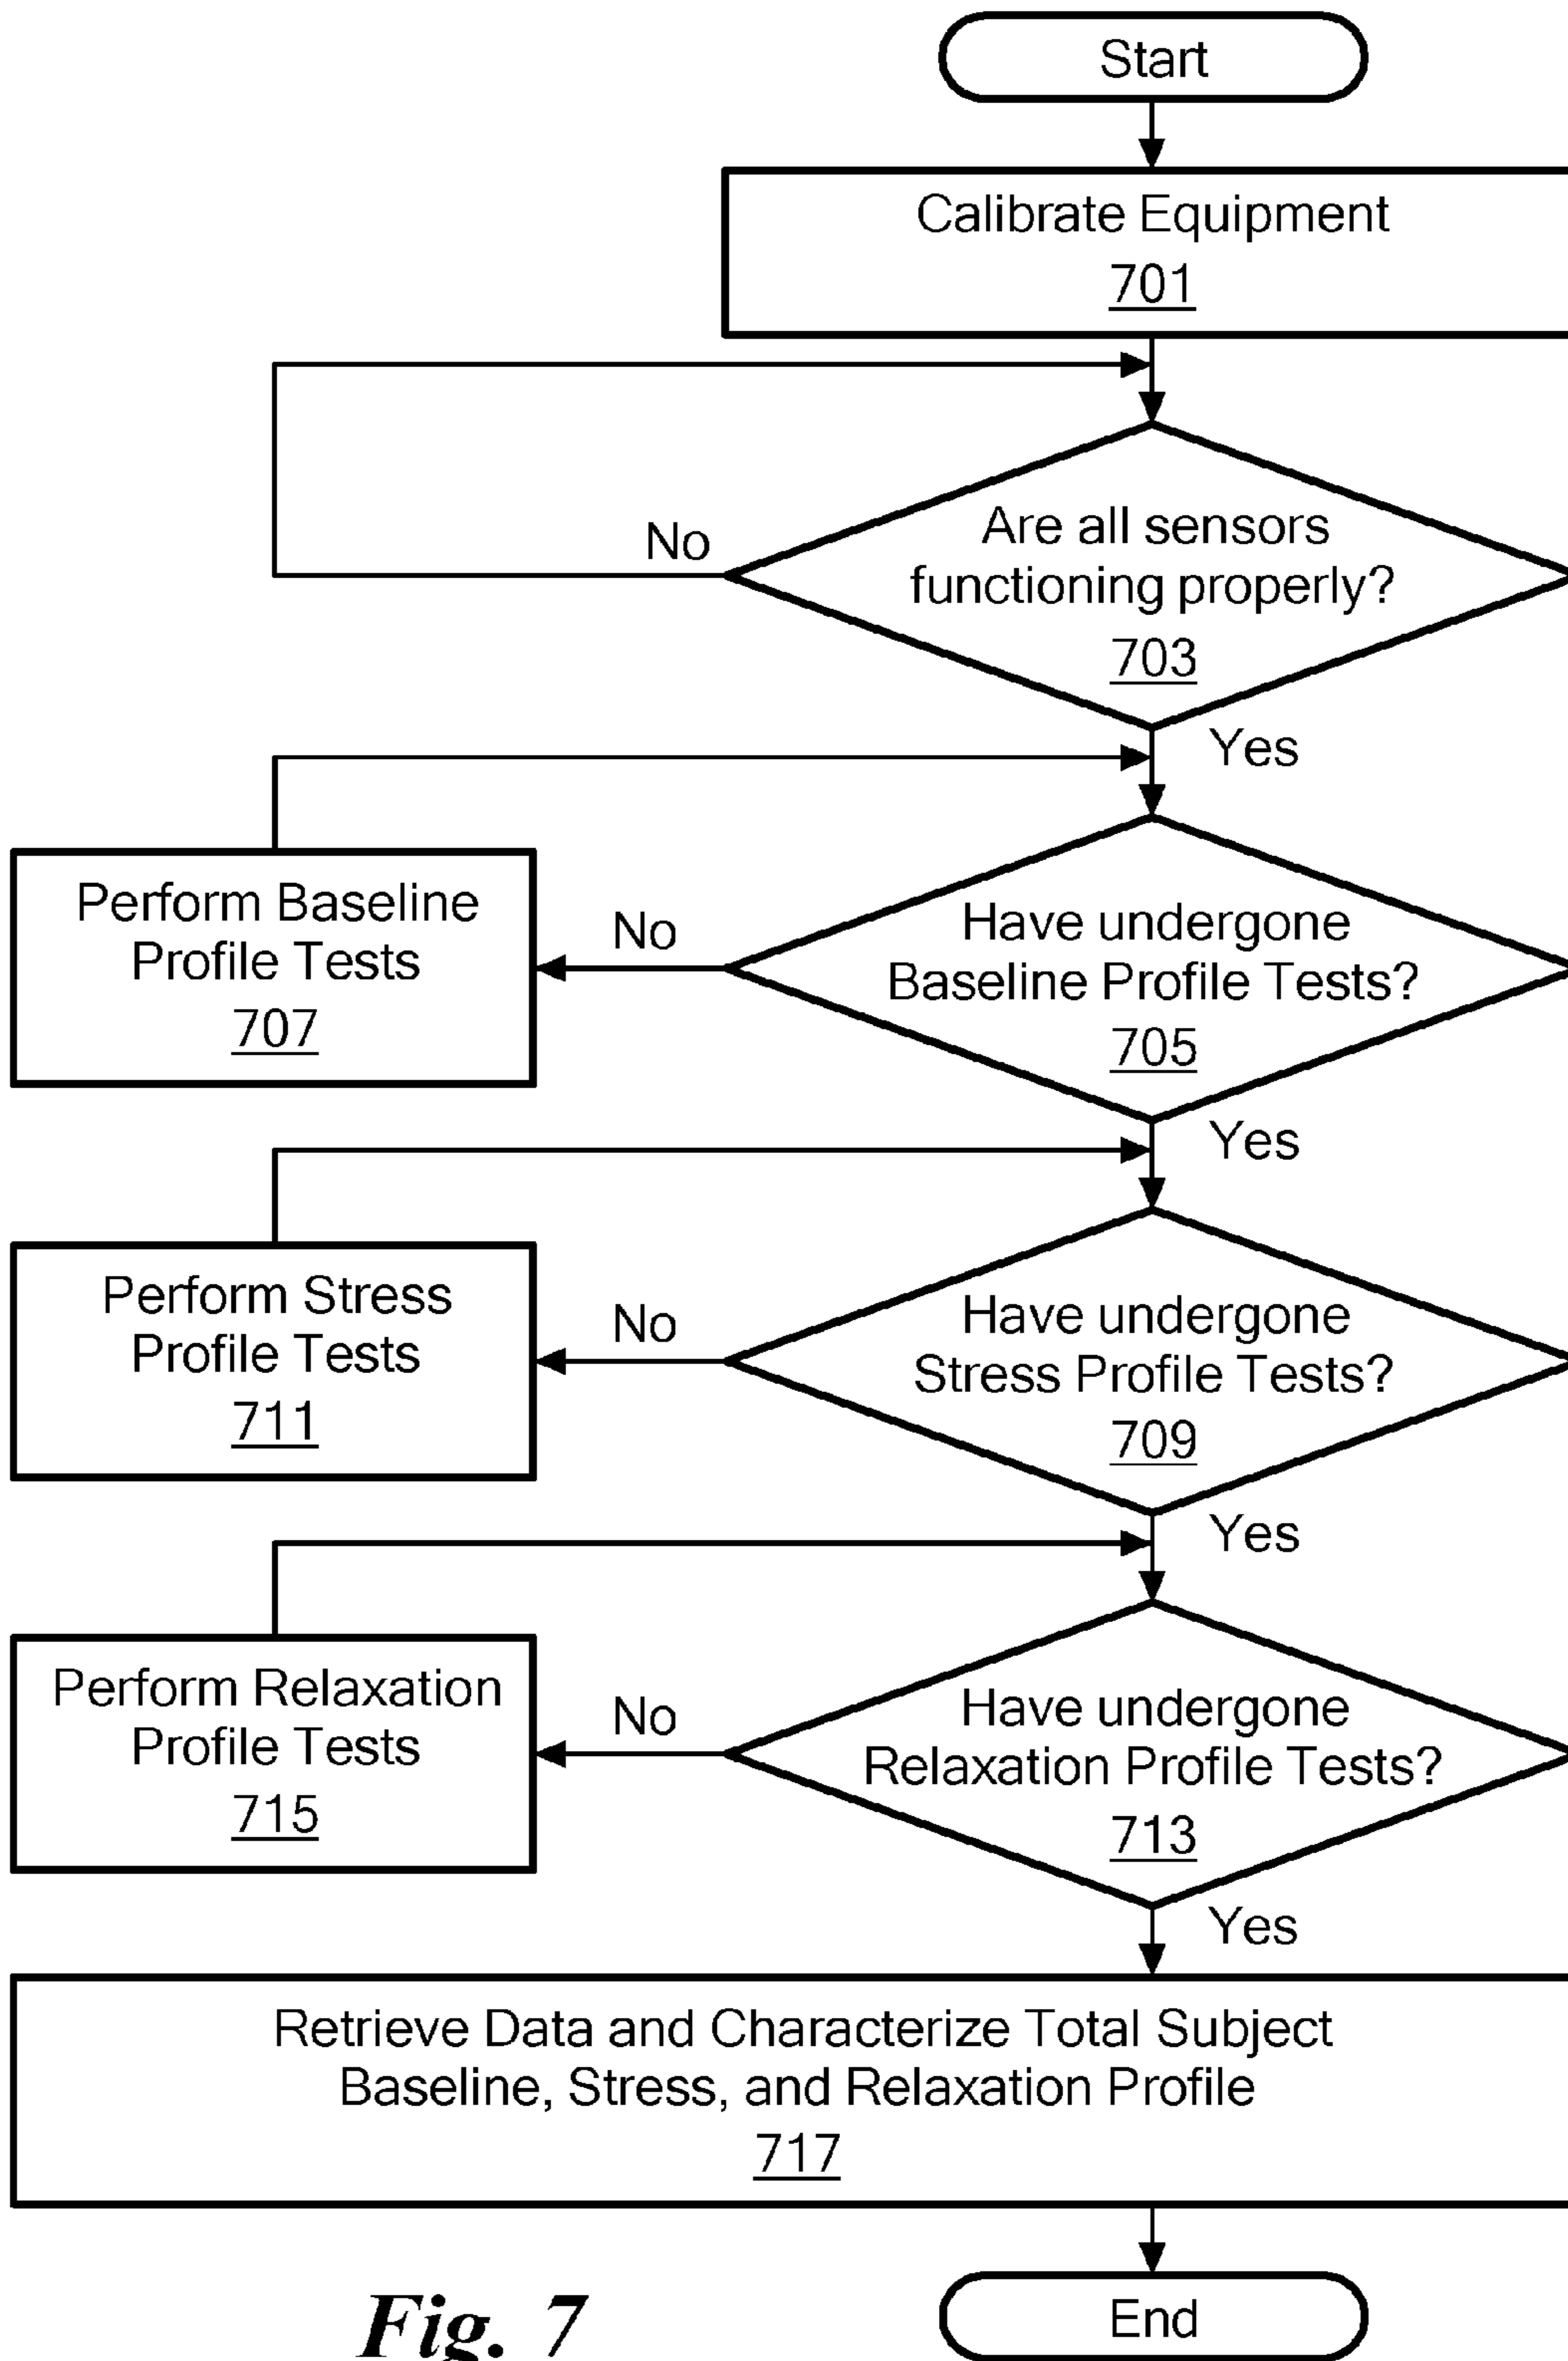 Start
Calibrate Equipment
701
Are all sensors
functioning properly?
703
No
Yes
Have undergone
Baseline Profile Tests?
705
No
Perform Baseline
Profile Tests
707
Yes
Have undergone
Stress Profile Tests?
709
No
Perform Stress
Profile Tests
711
Yes
Have undergone
Relaxation Profile Tests?
713
No
Perform Relaxation
Profile Tests
715
Yes
Retrieve Data and Characterize Total Subject
Baseline, Stress, and Relaxation Profile
717
End
Fig. 7